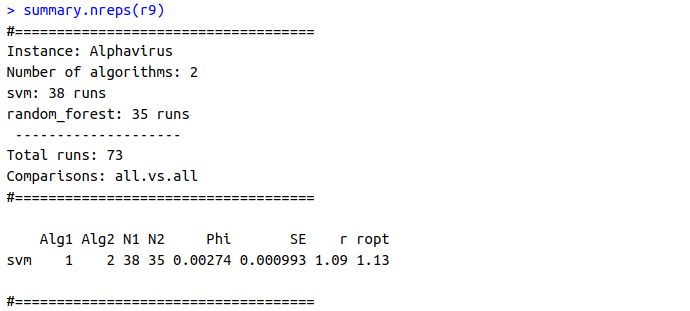 > summary.nreps(r9)
#====================================
Instance: Alphavirus
Number of algorithms: 2
svm: 38 runs
random_forest: 35 runs
 --------------------
Total runs: 73
Comparisons: all.vs.all
#====================================

    Alg1 Alg2 N1 N2     Phi       SE    r ropt
svm    1    2 38 35 0.00274 0.000993 1.09 1.13

#====================================